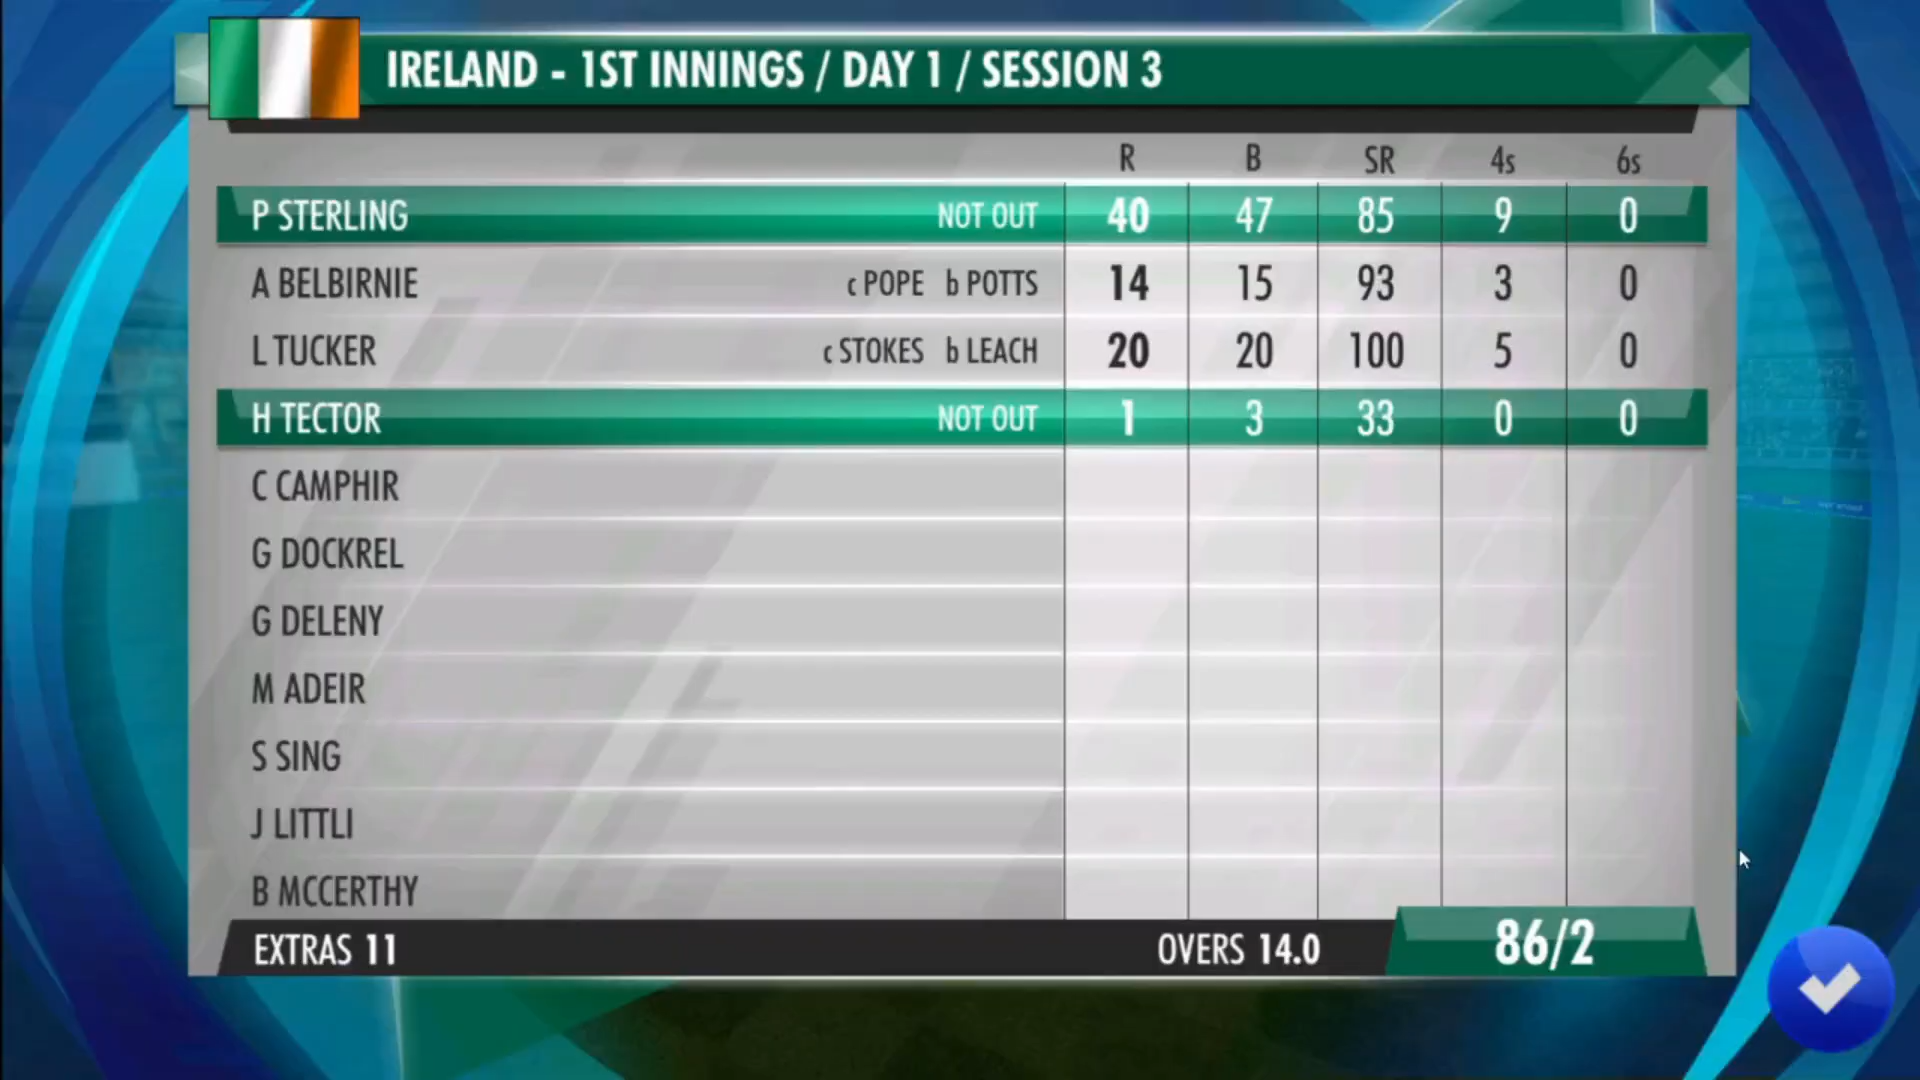 IRELAND - 1ST INNINGS / DAY 1 / SESSION 3
R B SR 4s 6s
P STERLING NOT OUT 40 47 85 9 0
A BELBIRNIE c POPE b POTTS 14 15 93 3 0
L TUCKER c STOKES b LEACH 20 20 100 5 0
H TECTOR NOT OUT 1 3 33 0 0
C CAMPHIR
G DOCKREL
G DELENY
M ADEIR
S SING
J LITTLI
B MCCERTHY
EXTRAS 11 OVERS 14.0 86/2